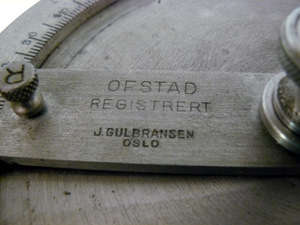 OFSTAD
REGISTRERT
J. GULBRANSEN
OSLO
R